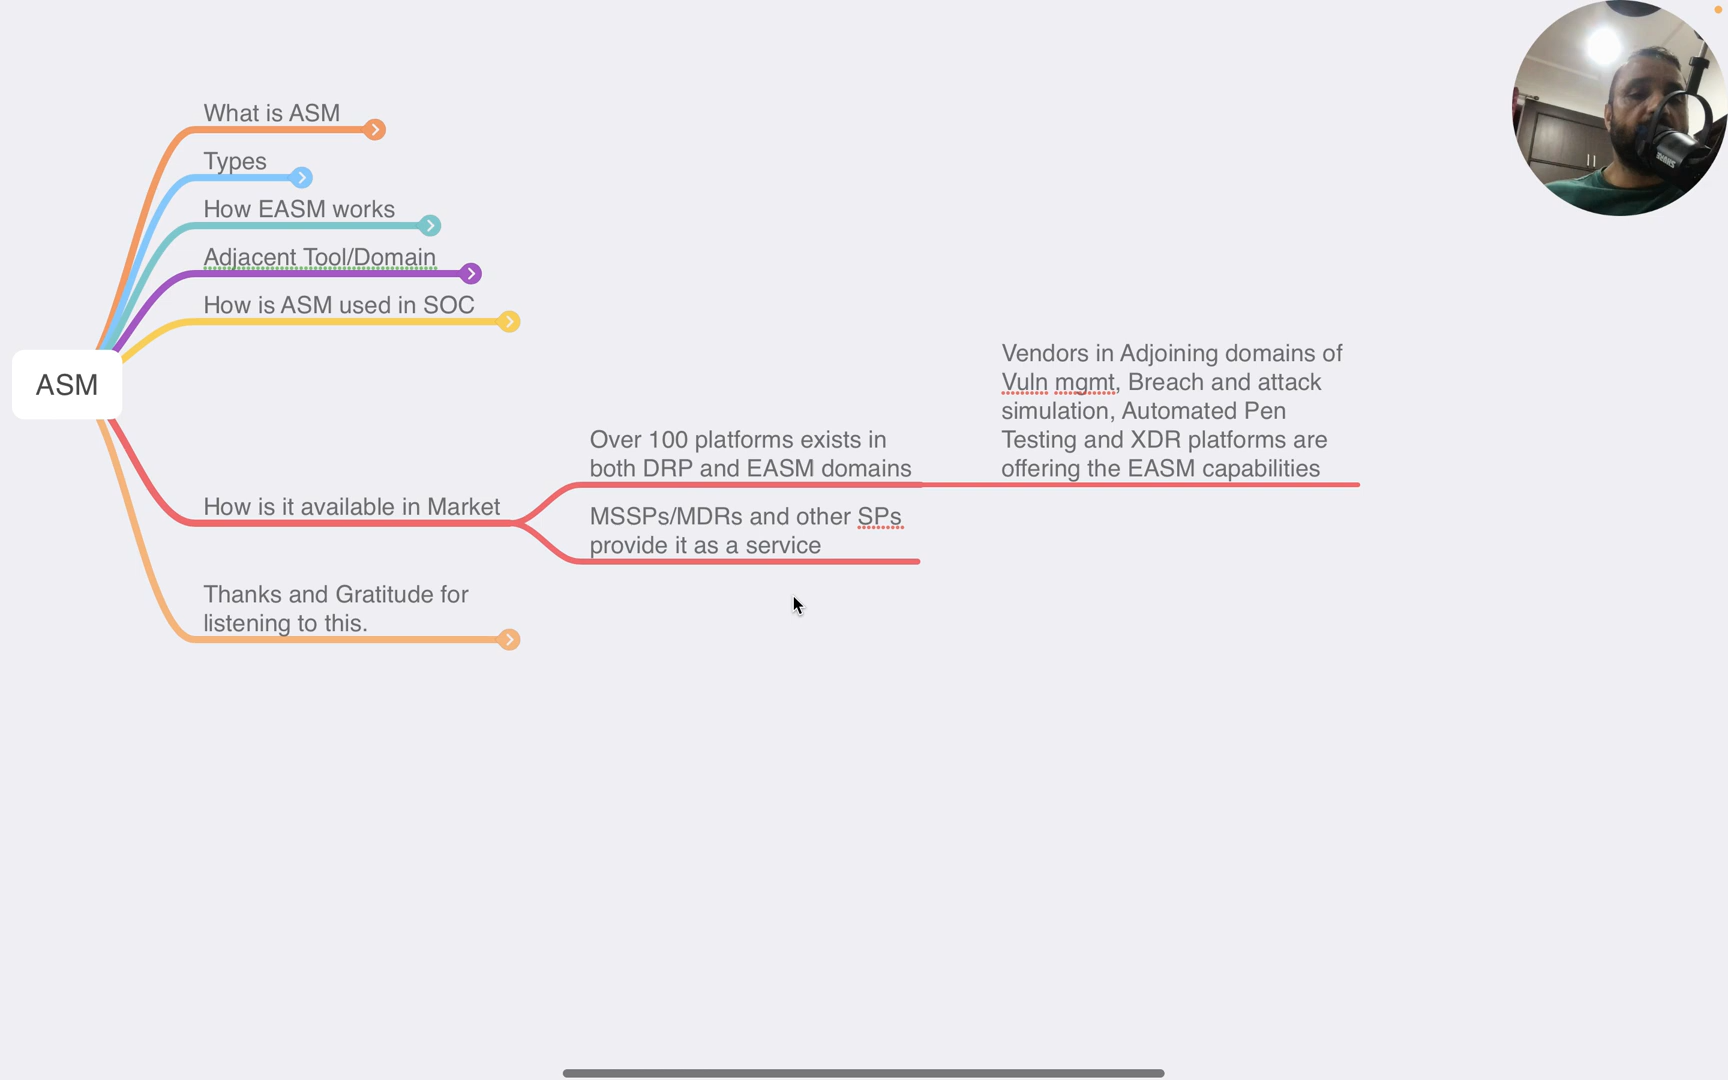 What is ASM
Types
How EASM works
Adjacent Tool/Domain
How is ASM used in SOC
ASM
How is it available in Market
Over 100 platforms exists in
both DRP and EASM domains
Vendors in Adjoining domains of
Vuln mgmt, Breach and attack
simulation, Automated Pen
Testing and XDR platforms are
offering the EASM capabilities
MSSPs/MDRs and other SPs
provide it as a service
Thanks and Gratitude for
listening to this.